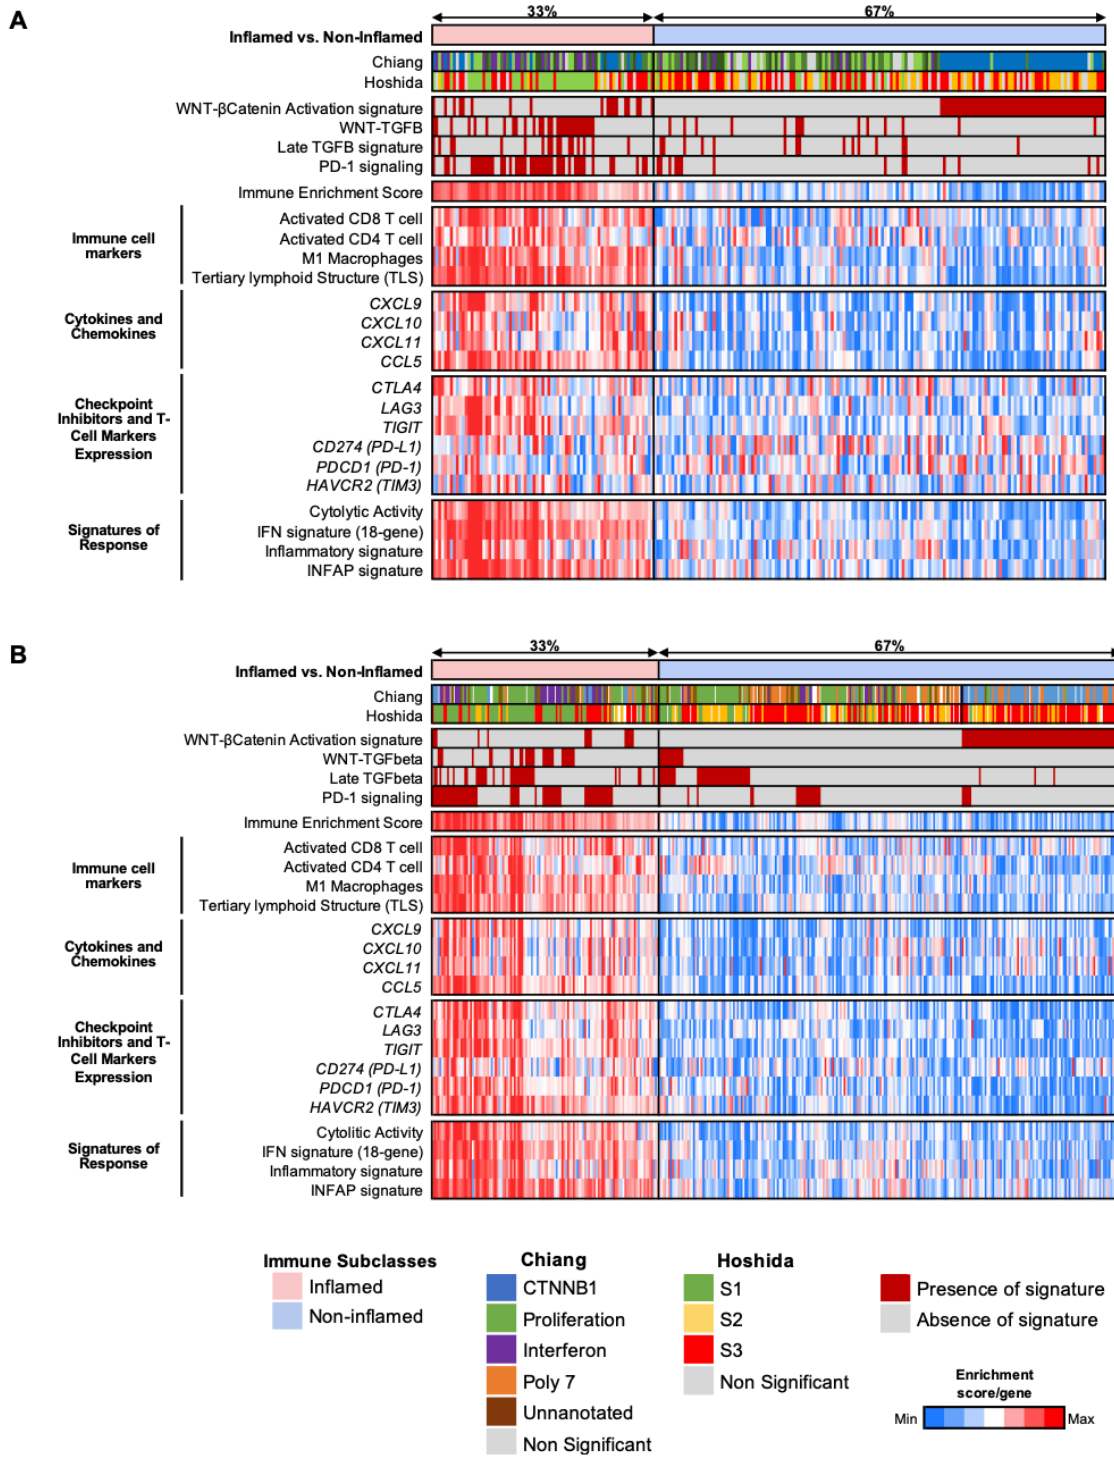 A
33%
67%
Inflamed vs. Non-Inflamed
Chiang
Hoshida
WNT-βCatenin Activation signature
WNT-TGFB
Late TGFB signature
PD-1 signaling
Immune Enrichment Score
Immune cell
markers
Activated CD8 T cell
Activated CD4 T cell
M1 Macrophages
Tertiary lymphoid Structure (TLS)
Cytokines and
Chemokines
CXCL9
CXCL10
CXCL11
CCL5
Checkpoint
Inhibitors and T-
Cell Markers
Expression
CTLA4
LAG3
TIGIT
CD274 (PD-L1)
PDCD1 (PD-1)
HAVCR2 (TIM3)
Signatures of
Response
Cytolytic Activity
IFN signature (18-gene)
Inflammatory signature
INFAP signature
B
33%
67%
Inflamed vs. Non-Inflamed
Chiang
Hoshida
WNT-βCatenin Activation signature
WNT-TGFbeta
Late TGFbeta
PD-1 signaling
Immune Enrichment Score
Immune cell
markers
Activated CD8 T cell
Activated CD4 T cell
M1 Macrophages
Tertiary lymphoid Structure (TLS)
Cytokines and
Chemokines
CXCL9
CXCL10
CXCL11
CCL5
Checkpoint
Inhibitors and T-
Cell Markers
Expression
CTLA4
LAG3
TIGIT
CD274 (PD-L1)
PDCD1 (PD-1)
HAVCR2 (TIM3)
Signatures of
Response
Cytolitic Activity
IFN signature (18-gene)
Inflammatory signature
INFAP signature
Immune Subclasses
Inflamed
Non-inflamed
Chiang
CTNNB1
Proliferation
Interferon
Poly 7
Unnanotated
Non Significant
Hoshida
S1
S2
S3
Non Significant
Presence of signature
Absence of signature
Enrichment
score/gene
Min
Max